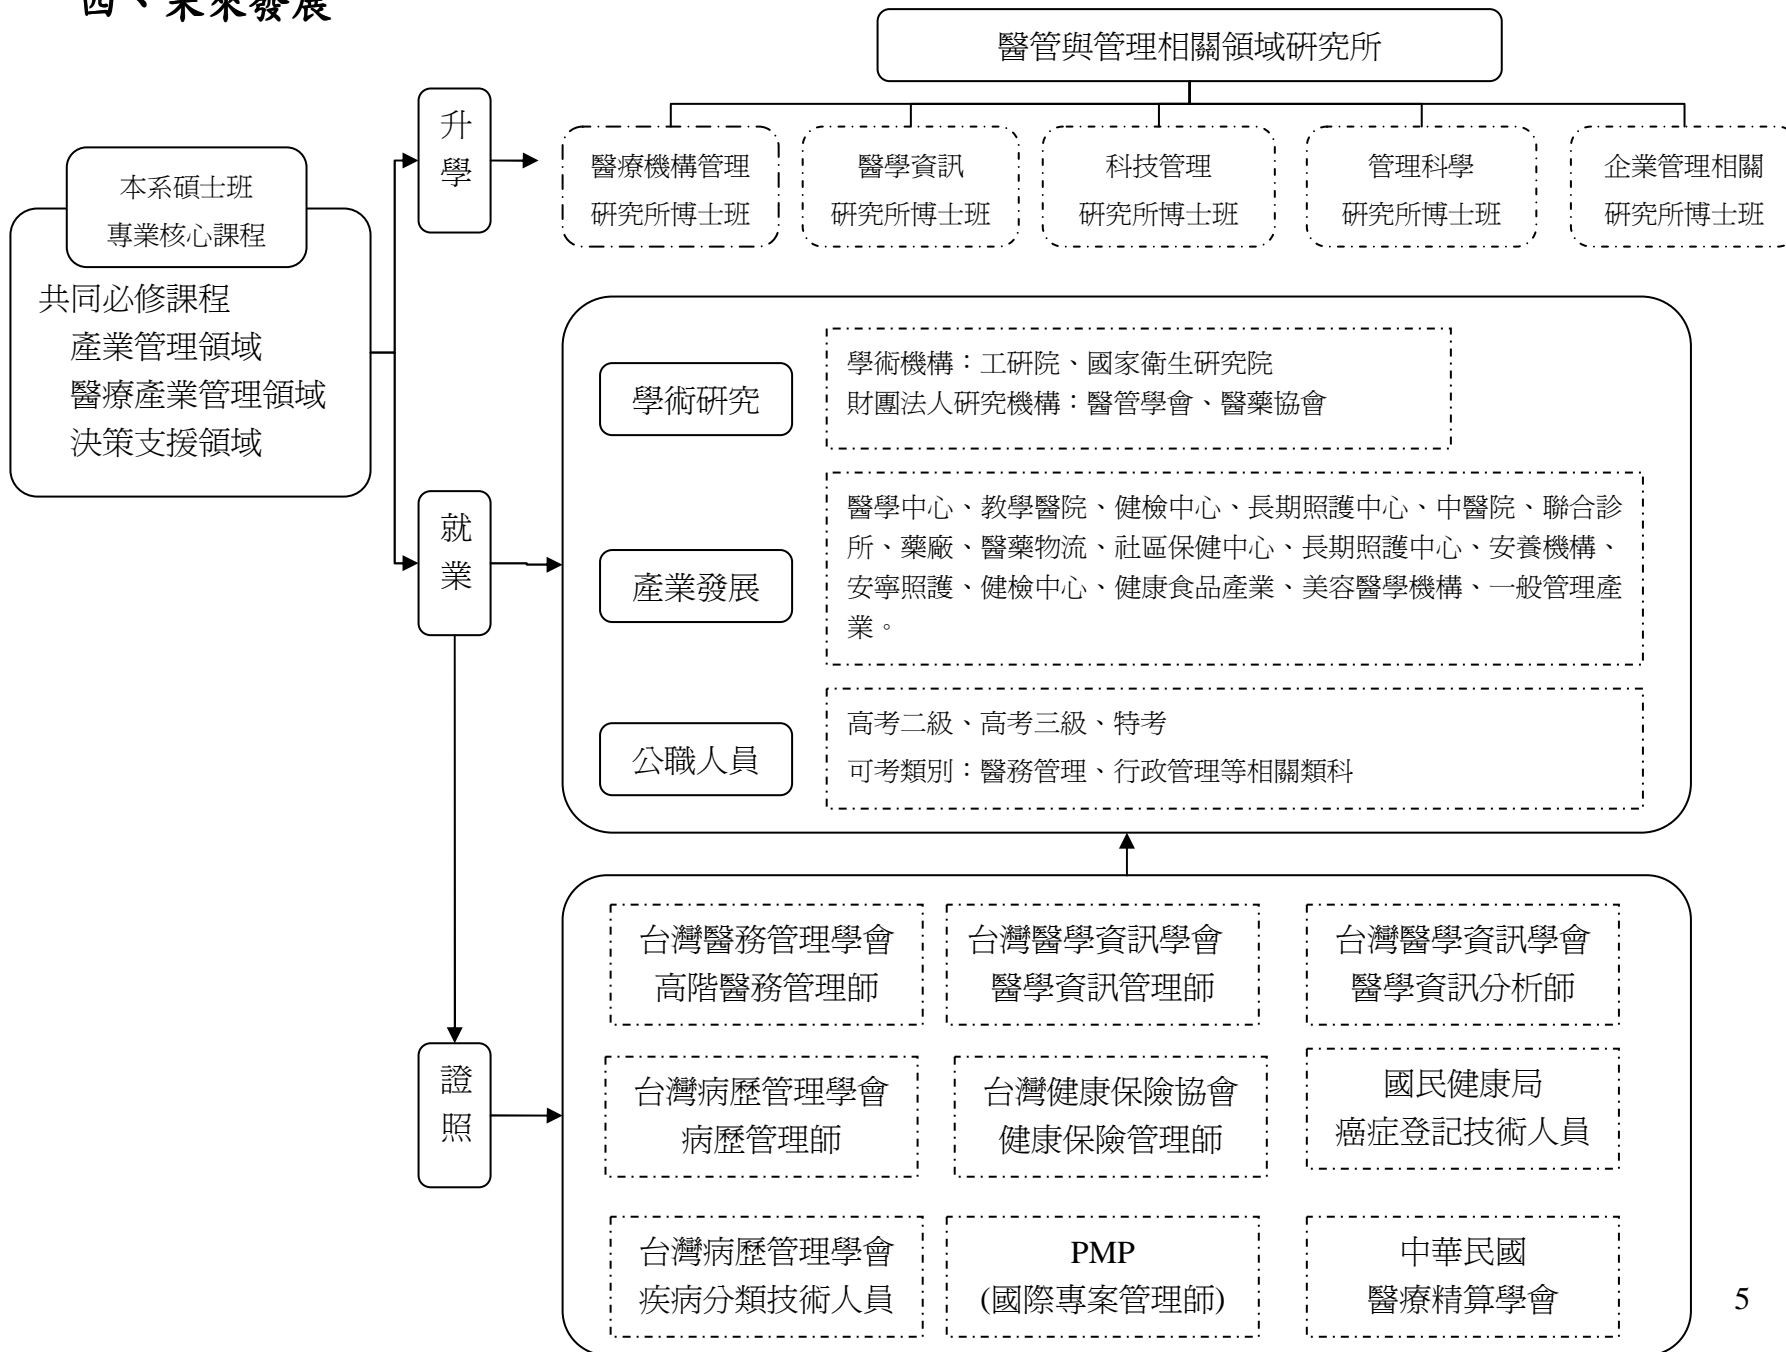 四、未來發展
醫管與管理相關領域研究所
升
學
醫療機構管理
研究所博士班
醫學資訊
研究所博士班
科技管理
研究所博士班
管理科學
研究所博士班
企業管理相關
研究所博士班
本系碩士班
專業核心課程
共同必修課程
產業管理領域
醫療產業管理領域
決策支援領域
就
業
學術研究
學術機構：工研院、國家衛生研究院
財團法人研究機構：醫管學會、醫藥協會
產業發展
醫學中心、教學醫院、健檢中心、長期照護中心、中醫院、聯合診
所、藥廠、醫藥物流、社區保健中心、長期照護中心、安養機構、
安寧照護、健檢中心、健康食品產業、美容醫學機構、一般管理產
業。
公職人員
高考二級、高考三級、特考
可考類別：醫務管理、行政管理等相關類科
證
照
台灣醫務管理學會
高階醫務管理師
台灣醫學資訊學會
醫學資訊管理師
台灣醫學資訊學會
醫學資訊分析師
台灣病歷管理學會
病歷管理師
台灣健康保險協會
健康保險管理師
國民健康局
癌症登記技術人員
台灣病歷管理學會
疾病分類技術人員
PMP
(國際專案管理師)
中華民國
醫療精算學會
5